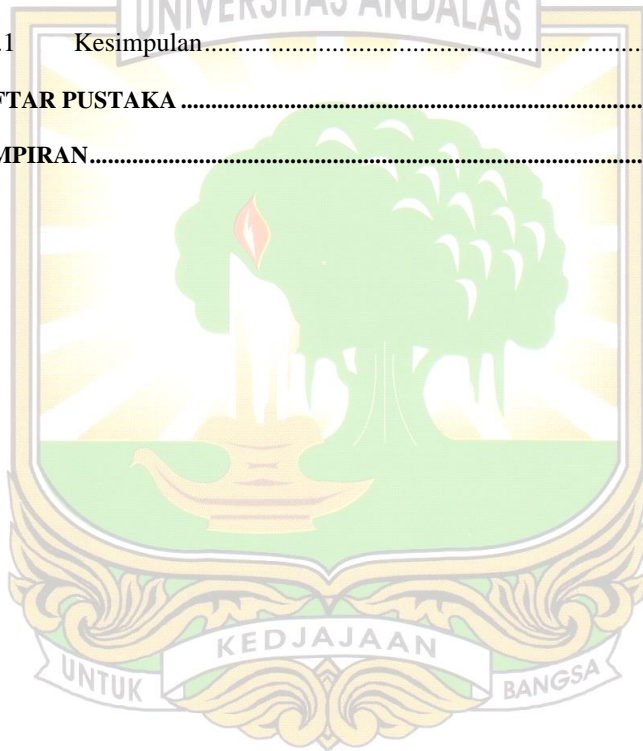 UNIVERSITAS ANDALAS
.1 Kesimpulan....................................................................
FTAR PUSTAKA ....................................................................
MPIRAN....................................................................
KEDJAJAAN
UNTUK BANGSA